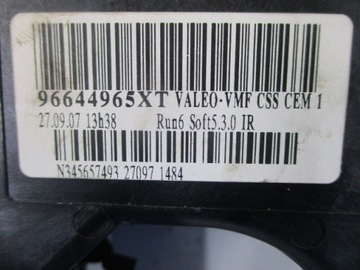 96644965XT VALEO-VMF CSS CEM 1
27.09.07 13h38 Run6 Soft5.3.0 IR
N345657493 27097 1484